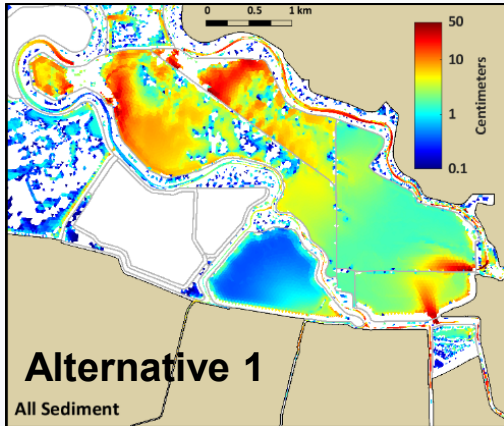 0 0.5 1 km
50
10
1
0.1
Centimeters
Alternative 1
All Sediment